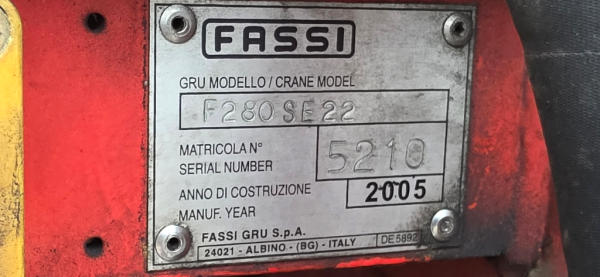 FASSI
GRU MODELLO / CRANE MODEL
F280SE22
MATRICOLA N°
SERIAL NUMBER
5210
ANNO DI COSTRUZIONE
MANUF. YEAR
2005
FASSI GRU S.p.A.
24021 - ALBINO - (BG) - ITALY
DE5892